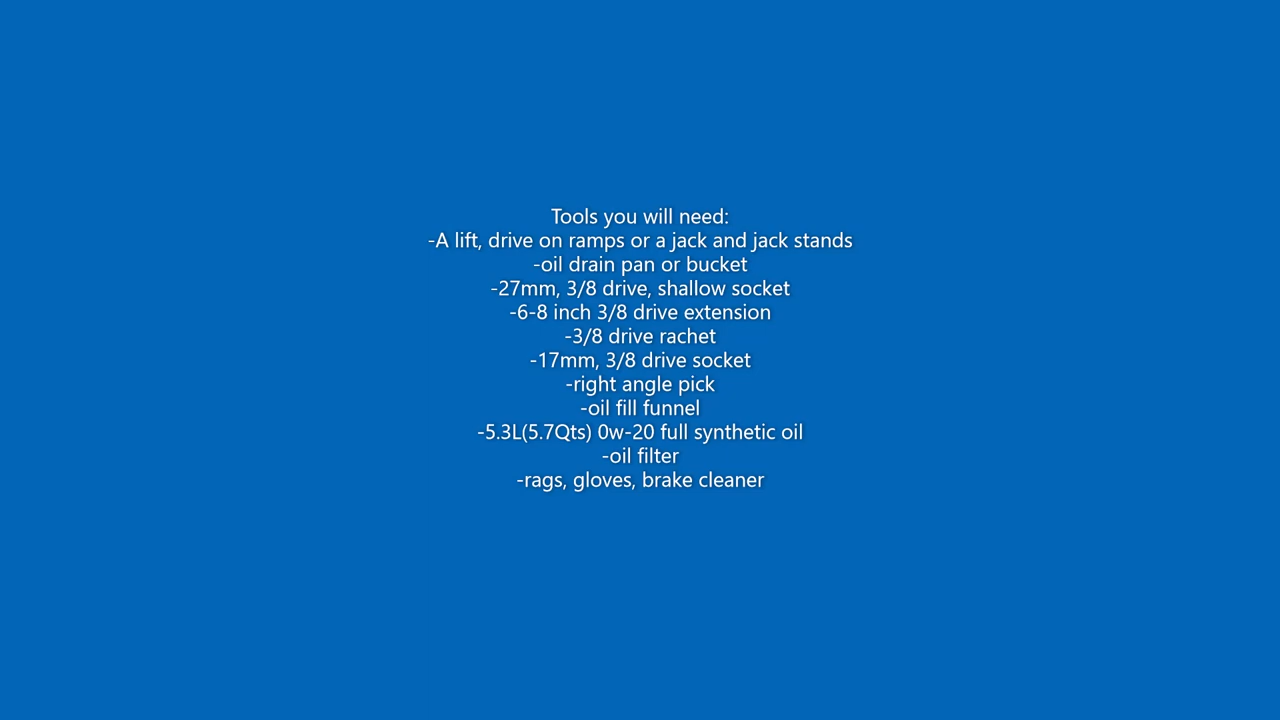 Tools you will need:
-A lift, drive on ramps or a jack and jack stands
-oil drain pan or bucket
-27mm, 3/8 drive, shallow socket
-6-8 inch 3/8 drive extension
-3/8 drive rachet
-17mm, 3/8 drive socket
-right angle pick
-oil fill funnel
-5.3L(5.7Qts) 0w-20 full synthetic oil
-oil filter
-rags, gloves, brake cleaner